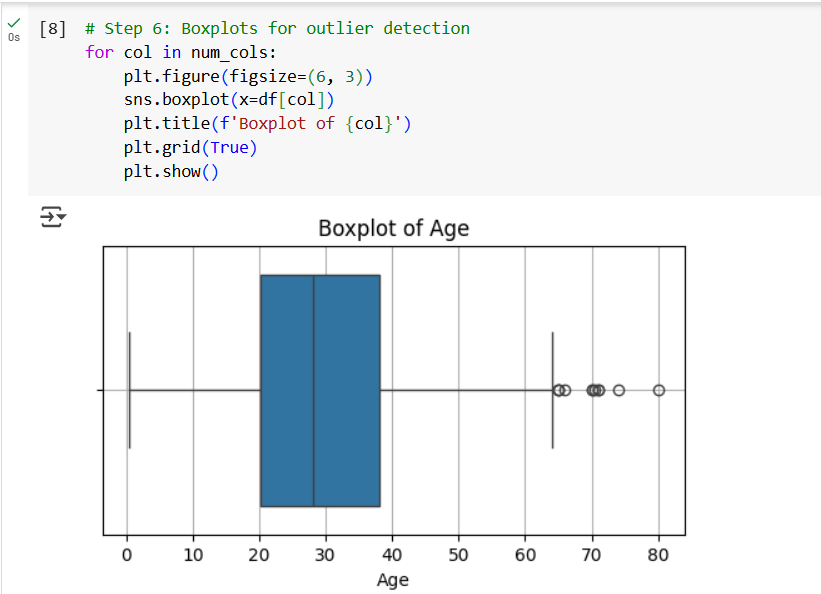 [8] # Step 6: Boxplots for outlier detection
for col in num_cols:
    plt.figure(figsize=(6, 3))
    sns.boxplot(x=df[col])
    plt.title(f'Boxplot of {col}')
    plt.grid(True)
    plt.show()
0s
Boxplot of Age
0 10 20 30 40 50 60 70 80
Age